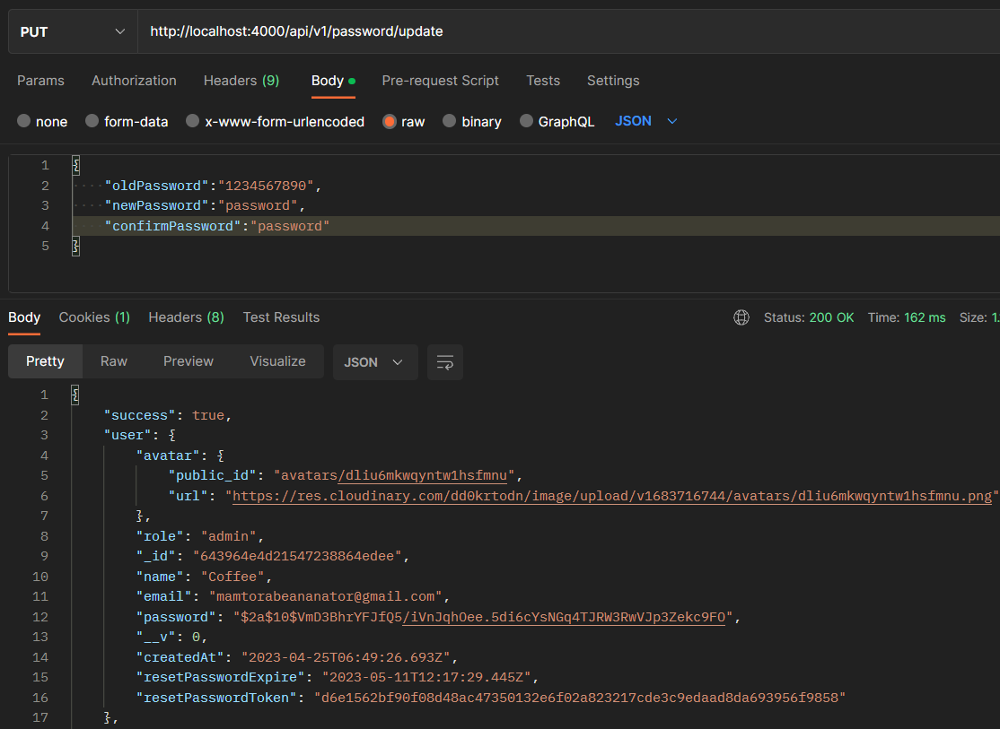 PUT http://localhost:4000/api/v1/password/update
Params Authorization Headers (9) Body Pre-request Script Tests Settings
none form-data x-www-form-urlencoded raw binary GraphQL JSON
1 {
2 "oldPassword":"1234567890",
3 "newPassword":"password",
4 "confirmPassword":"password"
5 }
Body Cookies (1) Headers (8) Test Results Status: 200 OK Time: 162 ms Size: 1.
Pretty Raw Preview Visualize JSON
1 {
2 "success": true,
3 "user": {
4 "avatar": {
5 "public_id": "avatars/dliu6mkwqyntw1hsfmnu",
6 "url": "https://res.cloudinary.com/dd0krtodn/image/upload/v1683716744/avatars/dliu6mkwqyntw1hsfmnu.png"
7 },
8 "role": "admin",
9 "_id": "643964e4d21547238864edee",
10 "name": "Coffee",
11 "email": "mamtorabeananator@gmail.com",
12 "password": "$2a$10$VmD3BhrYFJfQ5/iVnJqhOee.5di6cYsNGq4TJRW3RwVJp3Zekc9FO",
13 "__v": 0,
14 "createdAt": "2023-04-25T06:49:26.693Z",
15 "resetPasswordExpire": "2023-05-11T12:17:29.445Z",
16 "resetPasswordToken": "d6e1562bf90f08d48ac47350132e6f02a823217cde3c9edaad8da693956f9858"
17 },